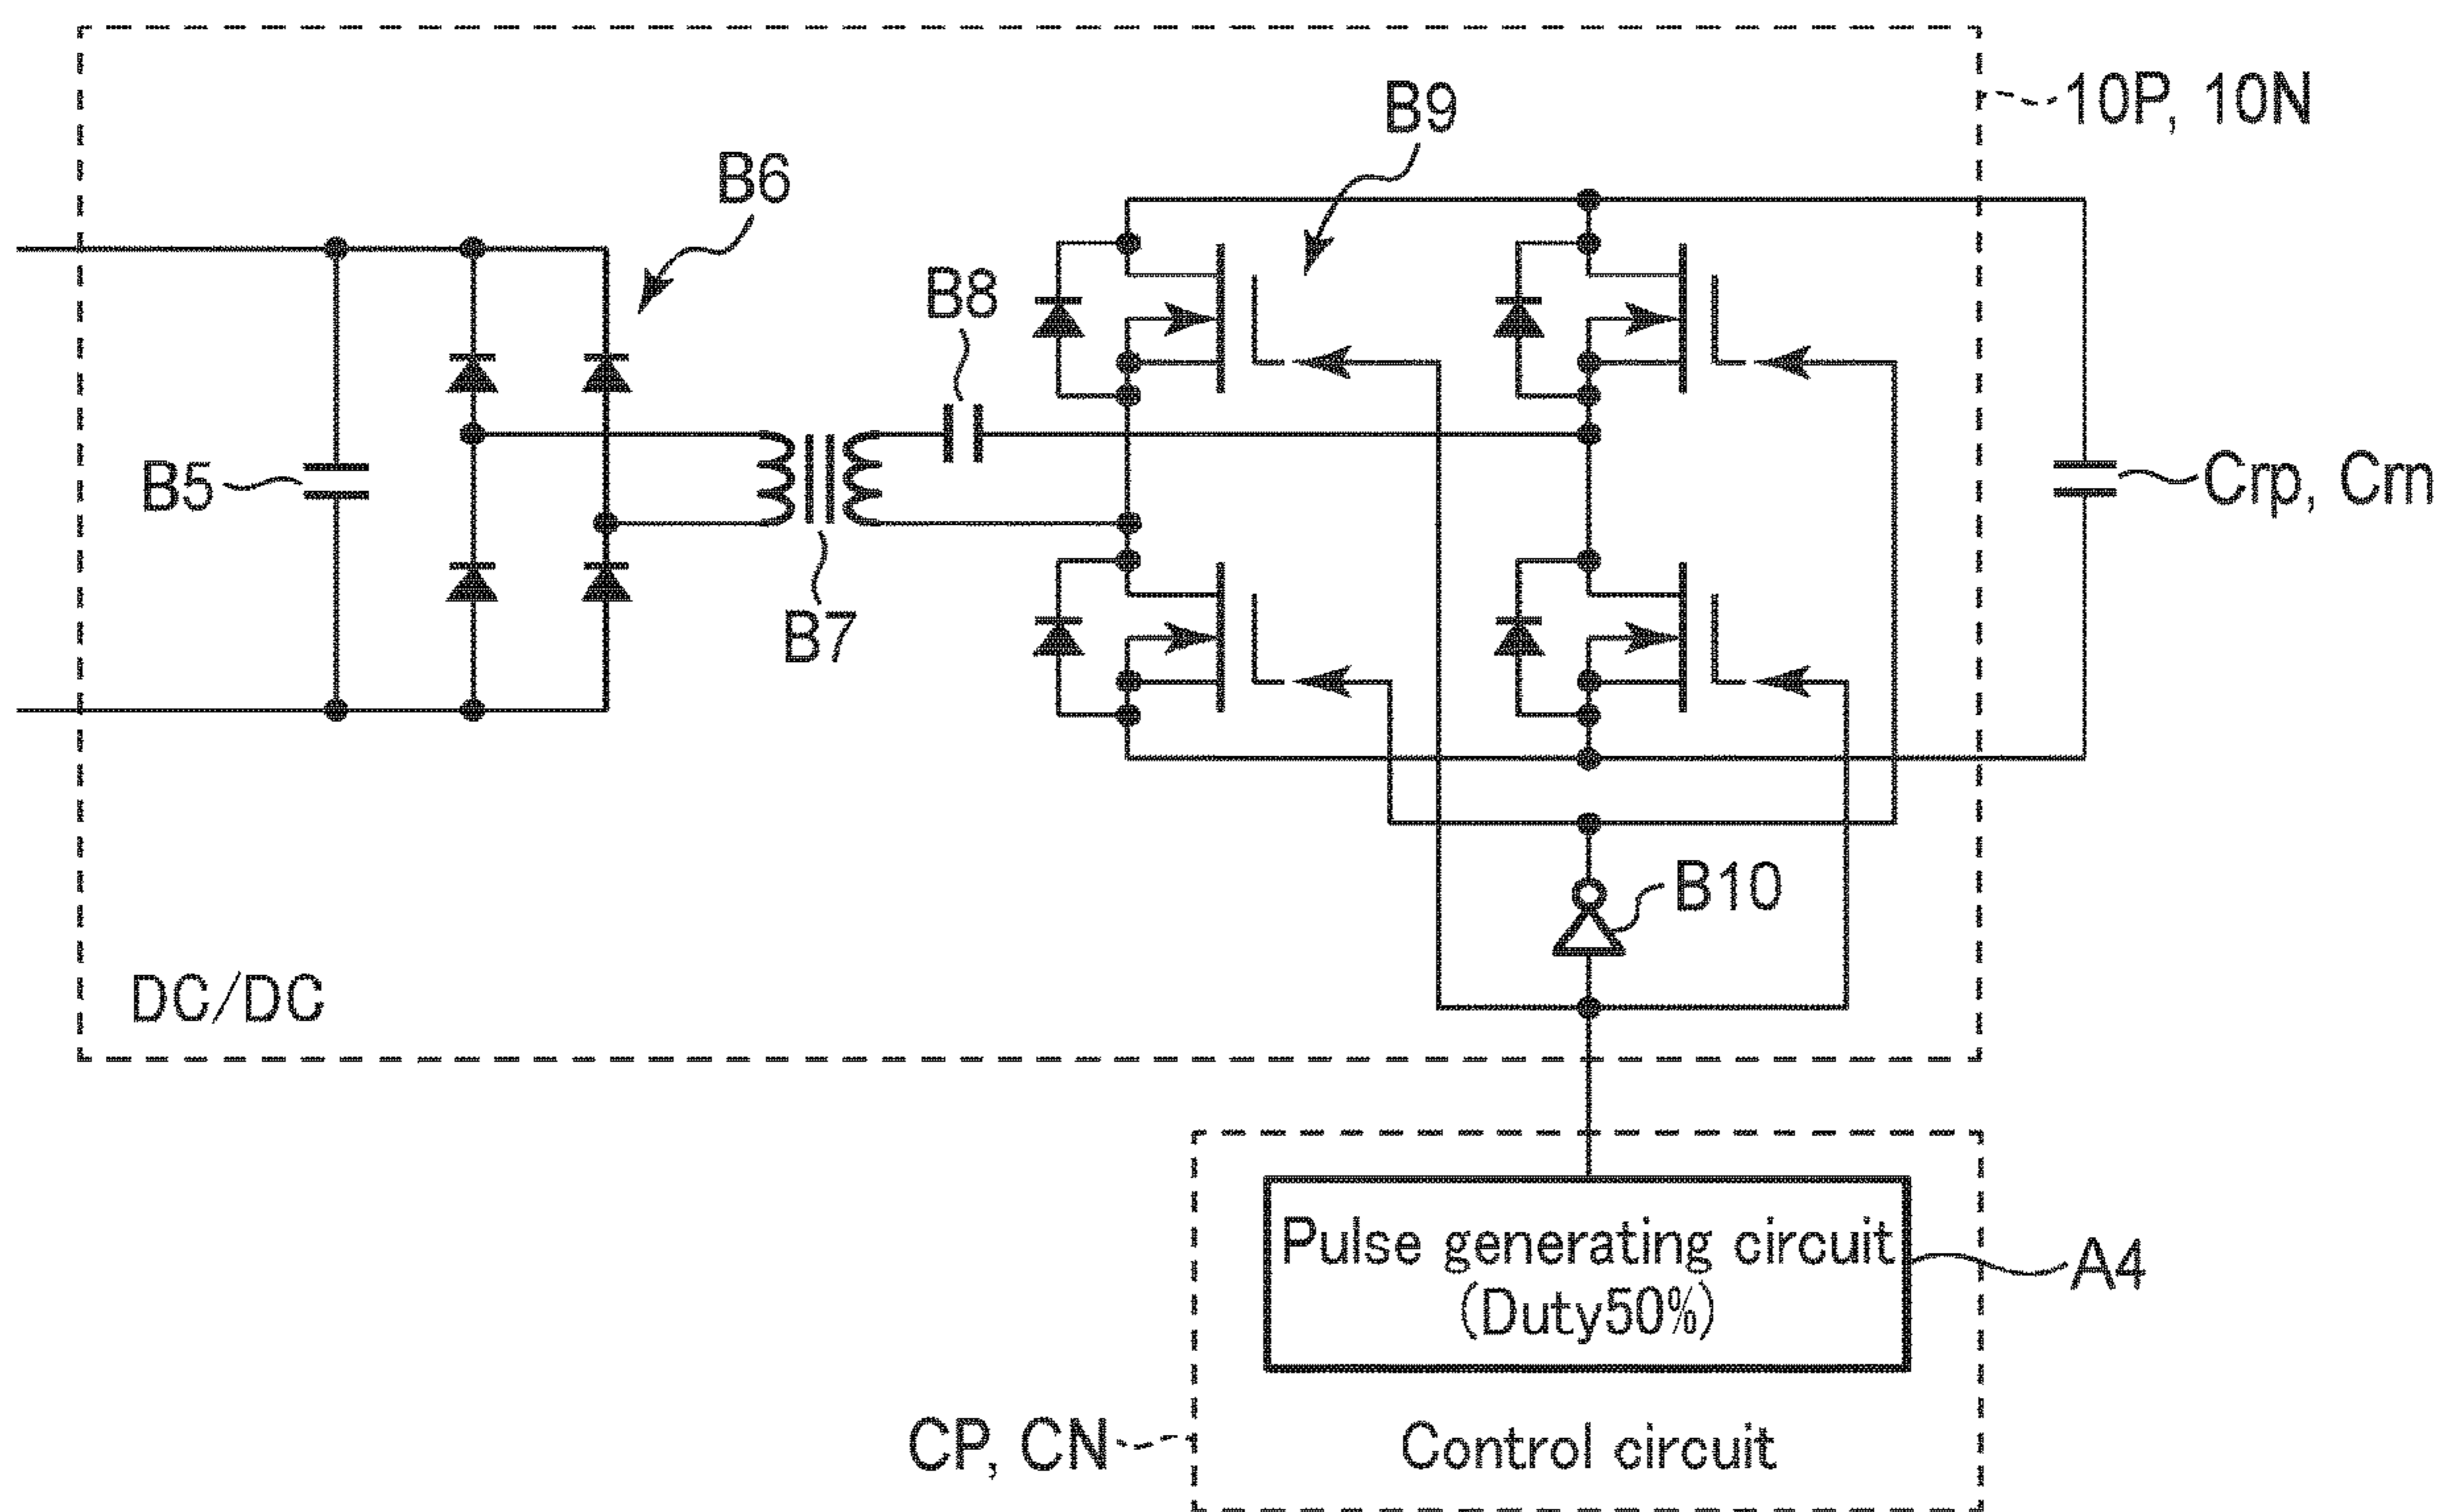 10P, 10N
B9
B6
B8
B5
Crp, Crn
B7
B10
DC/DC
Pulse generating circuit
(Duty50%)
A4
CP, CN
Control circuit